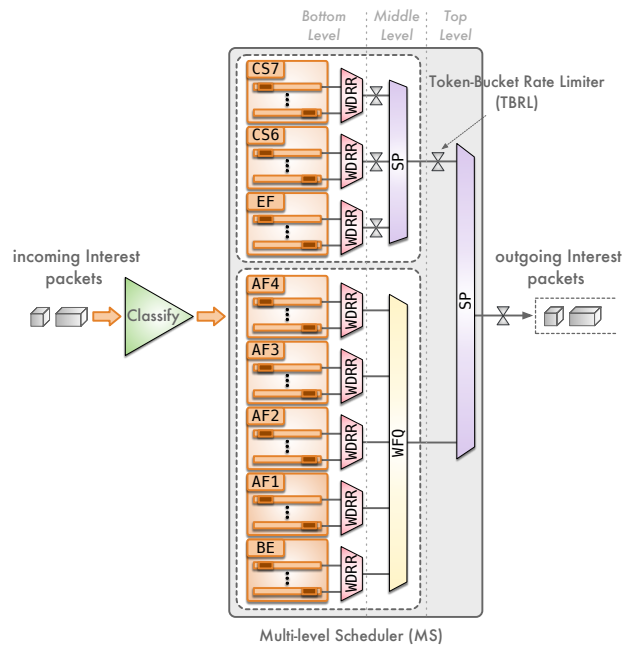 Bottom Level
Middle Level
Top Level
CS7
WDRR
Token-Bucket Rate Limiter
(TBRL)
CS6
WDRR
SP
EF
WDRR
incoming Interest
packets
Classify
AF4
WDRR
AF3
WDRR
AF2
WDRR
WFQ
AF1
WDRR
BE
WDRR
SP
outgoing Interest
packets
Multi-level Scheduler (MS)